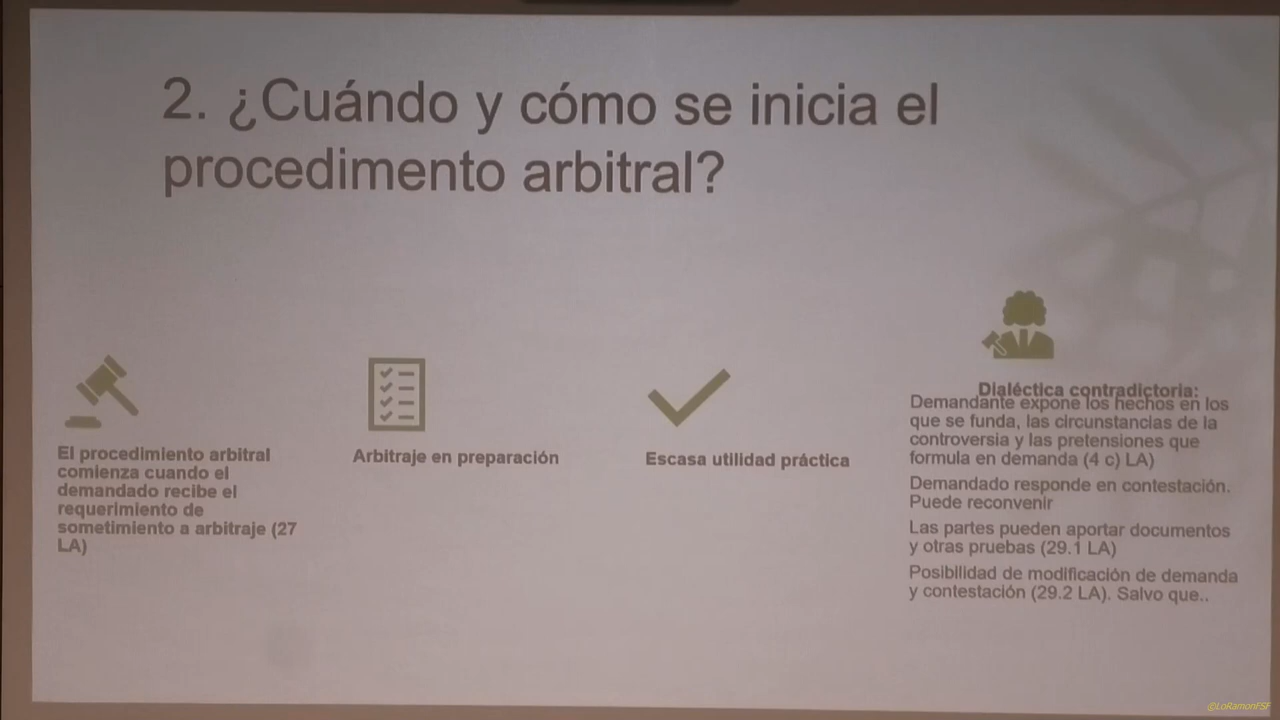 2. ¿Cuándo y cómo se inicia el
procedimento arbitral?
El procedimiento arbitral
comienza cuando el
demandado recibe el
requerimiento de
sometimiento a arbitraje (27
LA)
Arbitraje en preparación
Escasa utilidad práctica
Dialéctica contradictoria:
Demandante expone los hechos en los
que se funda, las circunstancias de la
controversia y las pretensiones que
formula en demanda (4 c) LA)
Demandado responde en contestación.
Puede reconvenir
Las partes pueden aportar documentos
y otras pruebas (29.1 LA)
Posibilidad de modificación de demanda
y contestación (29.2 LA). Salvo que..
@LoRamonFSF